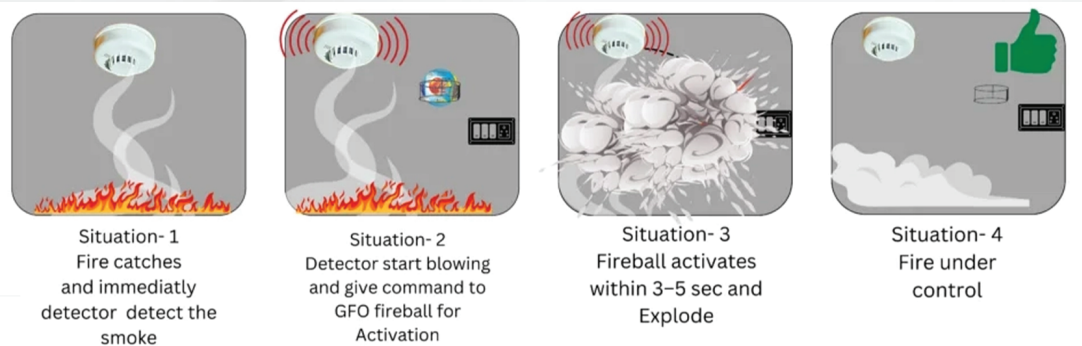 Situation- 1
Fire catches
and immediatly
detector detect the
smoke
Situation- 2
Detector start blowing
and give command to
GFO fireball for
Activation
Situation- 3
Fireball activates
within 3–5 sec and
Explode
Situation- 4
Fire under
control